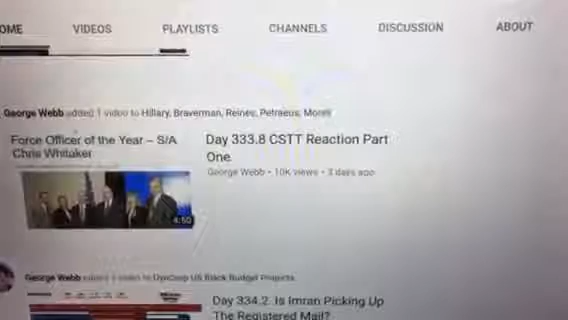 OME VIDEOS PLAYLISTS CHANNELS DISCUSSION ABOUT
George Webb added 1 video to Hillary, Braverman, Reines, Petraeus, Morell
Force Officer of the Year – S/A
Chris Whitaker
4:50
Day 333.8 CSTT Reaction Part
One
George Webb • 10K views • 3 days ago
George Webb added 1 video to DynCorp US Black Budget Projects
Day 334.2. Is Imran Picking Up
The Registered Mail?